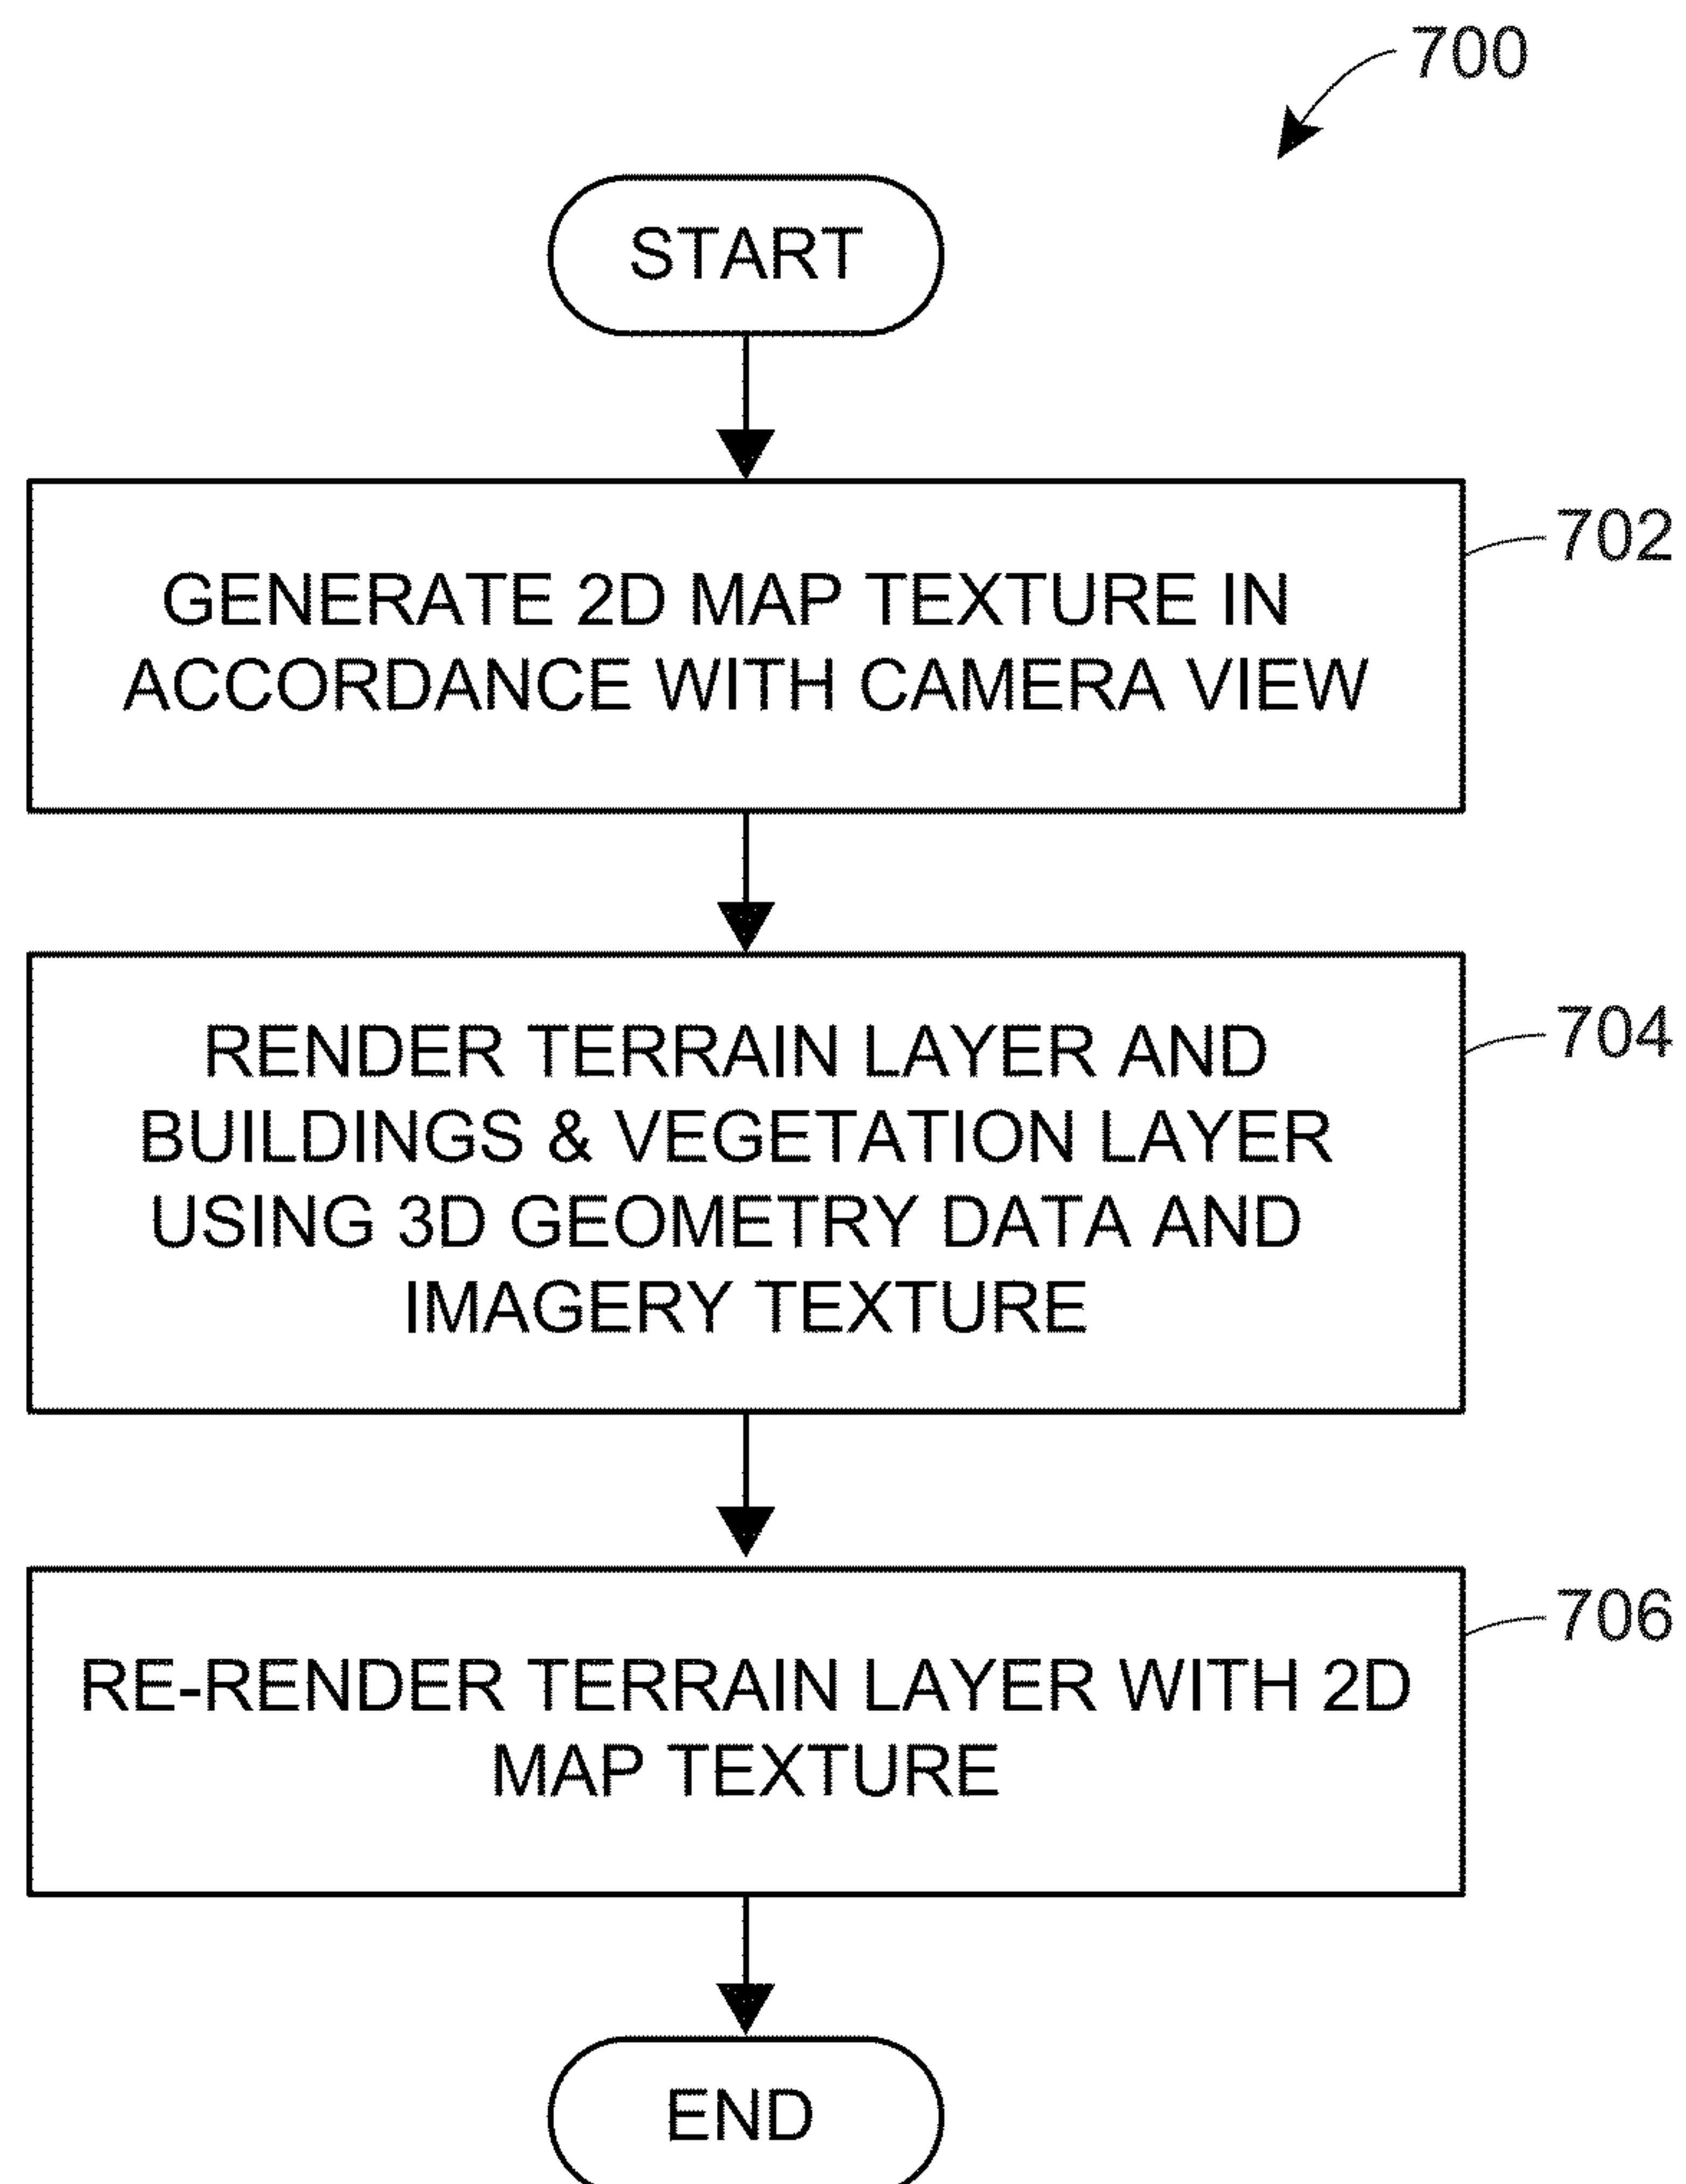 700
START
702
GENERATE 2D MAP TEXTURE IN
ACCORDANCE WITH CAMERA VIEW
704
RENDER TERRAIN LAYER AND
BUILDINGS & VEGETATION LAYER
USING 3D GEOMETRY DATA AND
IMAGERY TEXTURE
706
RE-RENDER TERRAIN LAYER WITH 2D
MAP TEXTURE
END